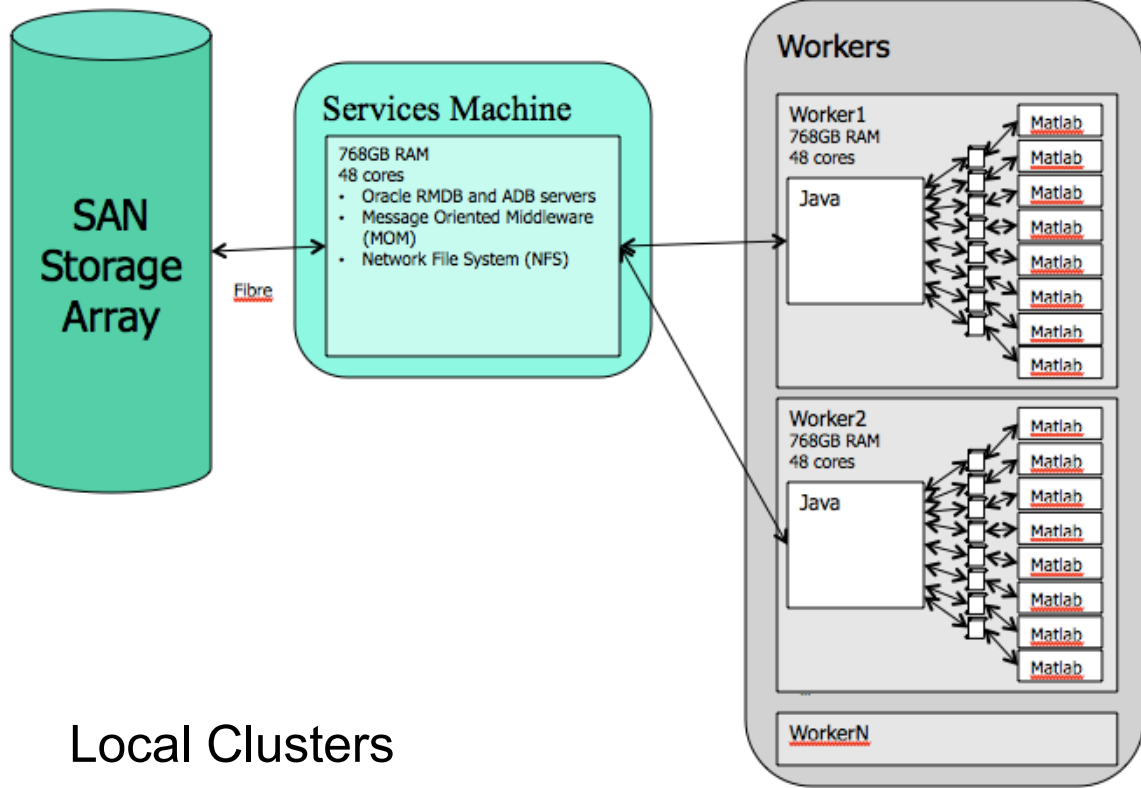 SAN
Storage
Array
Fibre
Services Machine
768GB RAM
48 cores
• Oracle RMDB and ADB servers
• Message Oriented Middleware
(MOM)
• Network File System (NFS)
Workers
Worker1
768GB RAM
48 cores
Java
Matlab
Matlab
Matlab
Matlab
Matlab
Matlab
Matlab
Matlab
Worker2
768GB RAM
48 cores
Java
Matlab
Matlab
Matlab
Matlab
Matlab
Matlab
Matlab
Matlab
...
WorkerN
Local Clusters